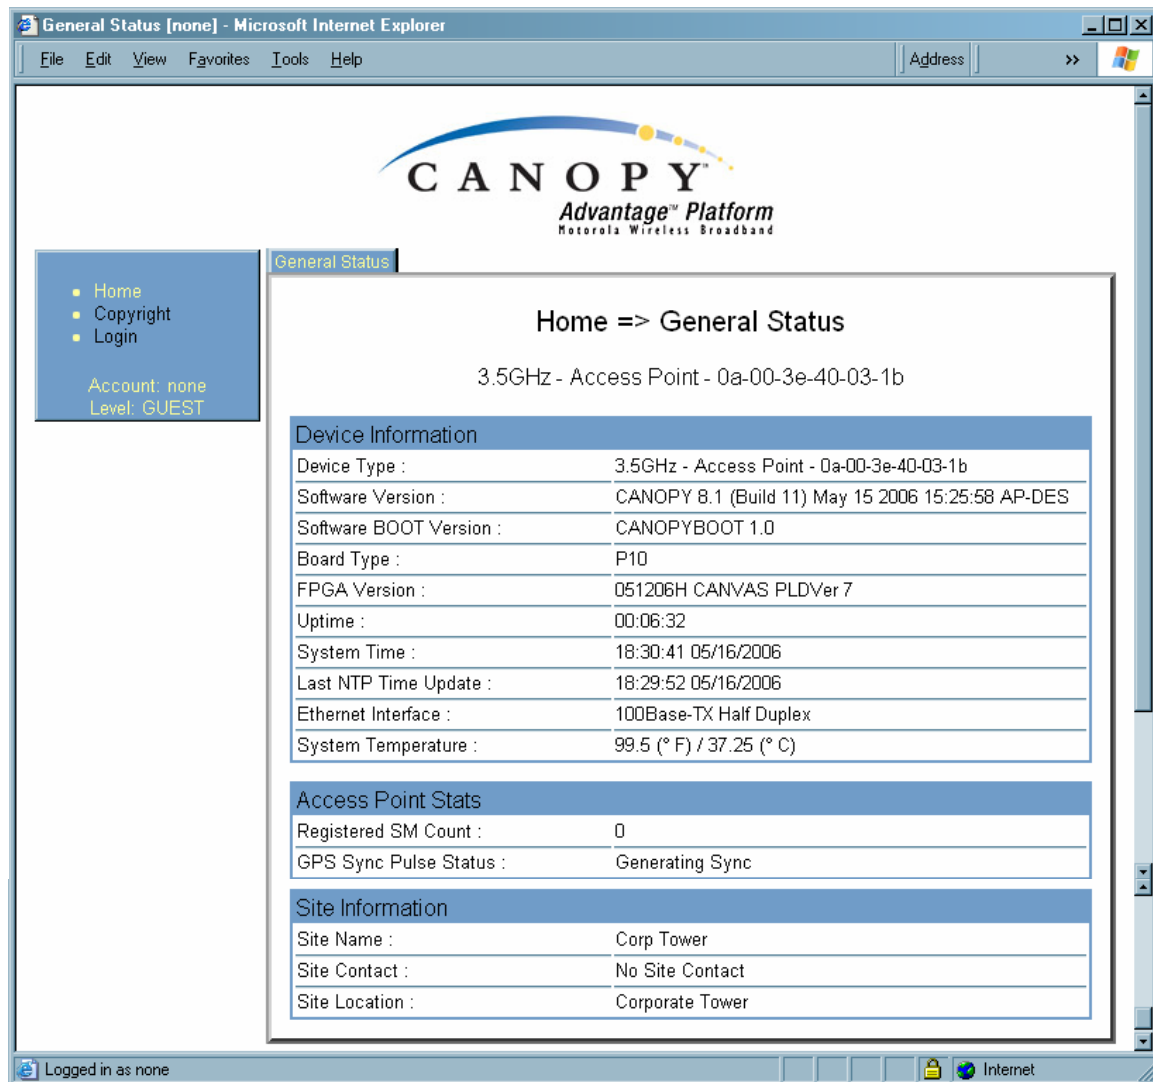 General Status [none] - Microsoft Internet Explorer
File Edit View Favorites Tools Help Address »
CANOPY™
Advantage™ Platform
Motorola Wireless Broadband
General Status
Home
Copyright
Login
Account: none
Level: GUEST
Home => General Status
3.5GHz - Access Point - 0a-00-3e-40-03-1b
Device Information
Device Type : 3.5GHz - Access Point - 0a-00-3e-40-03-1b
Software Version : CANOPY 8.1 (Build 11) May 15 2006 15:25:58 AP-DES
Software BOOT Version : CANOPYBOOT 1.0
Board Type : P10
FPGA Version : 051206H CANVAS PLDVer 7
Uptime : 00:06:32
System Time : 18:30:41 05/16/2006
Last NTP Time Update : 18:29:52 05/16/2006
Ethernet Interface : 100Base-TX Half Duplex
System Temperature : 99.5 (° F) / 37.25 (° C)
Access Point Stats
Registered SM Count : 0
GPS Sync Pulse Status : Generating Sync
Site Information
Site Name : Corp Tower
Site Contact : No Site Contact
Site Location : Corporate Tower
Logged in as none Internet